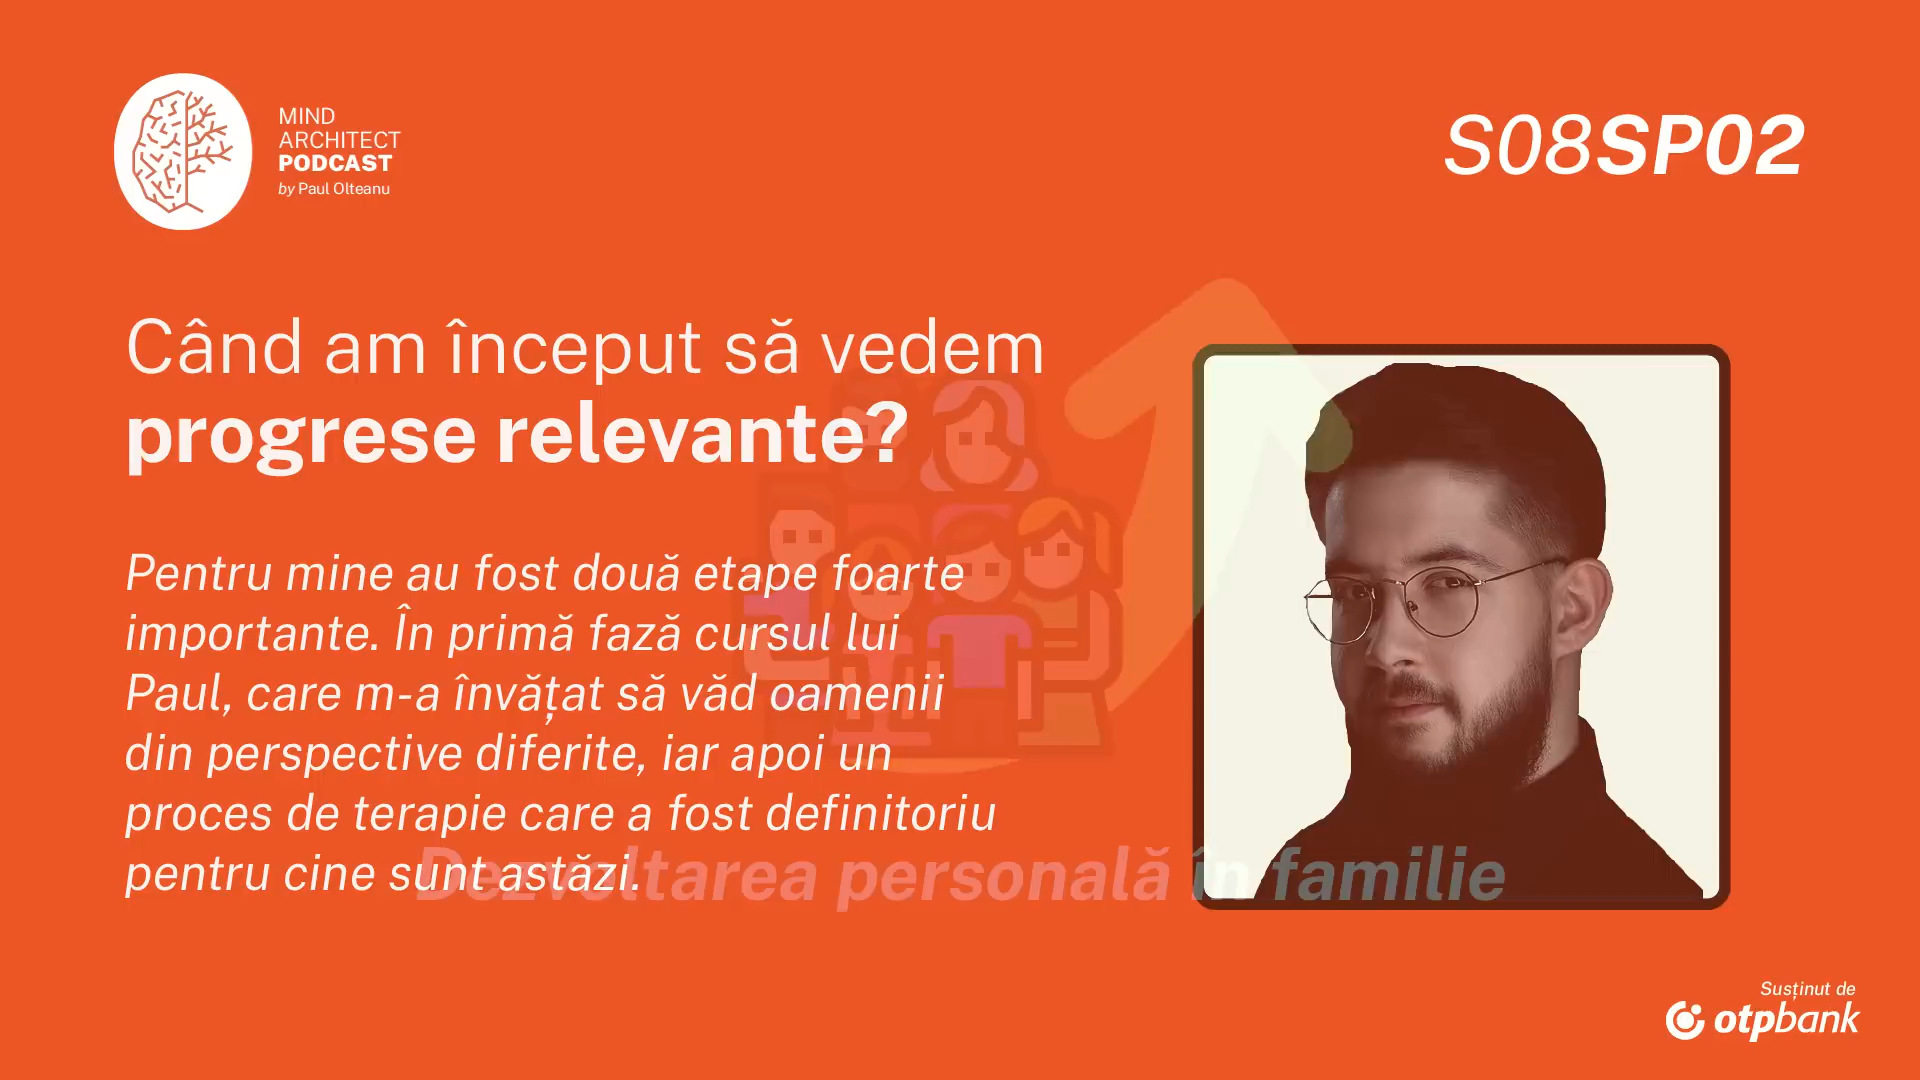 MIND
ARCHITECT
PODCAST
by Paul Olteanu
S08SP02
Când am început să vedem
progrese relevante?
Pentru mine au fost două etape foarte
importante. În primă fază cursul lui
Paul, care m-a învățat să văd oamenii
din perspective diferite, iar apoi un
proces de terapie care a fost definitoriu
pentru cine sunt astăzi.
Dezvoltarea personală în familie
Susținut de
otpbank